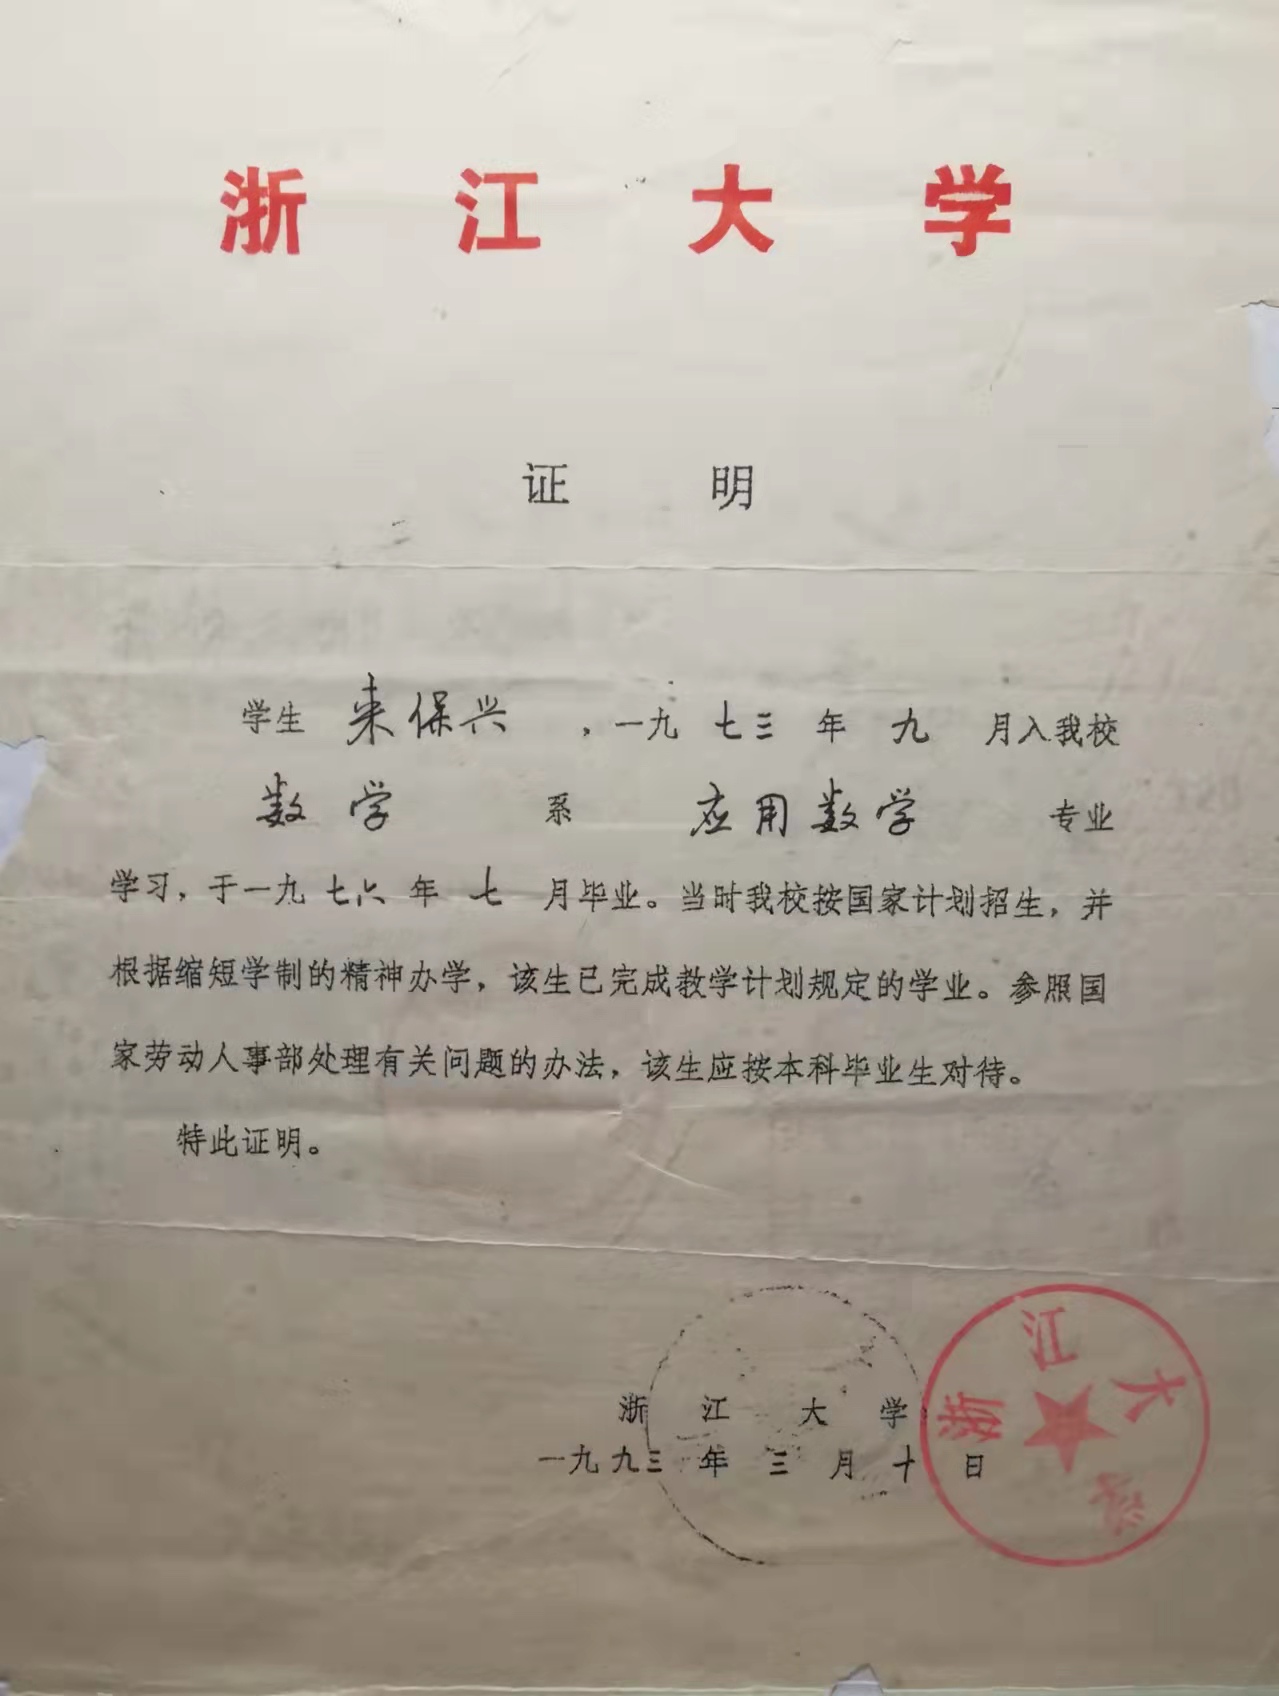 浙江大学
证明
学生 来保兴 ，一九七三年九月入我校
数学 系 应用数学 专业
学习，于一九七六年七月毕业。当时我校按国家计划招生，并
根据缩短学制的精神办学，该生已完成教学计划规定的学业。参照国
家劳动人事部处理有关问题的办法，该生应按本科毕业生对待。
特此证明。
浙江大学
一九九三年三月十日
浙江大学